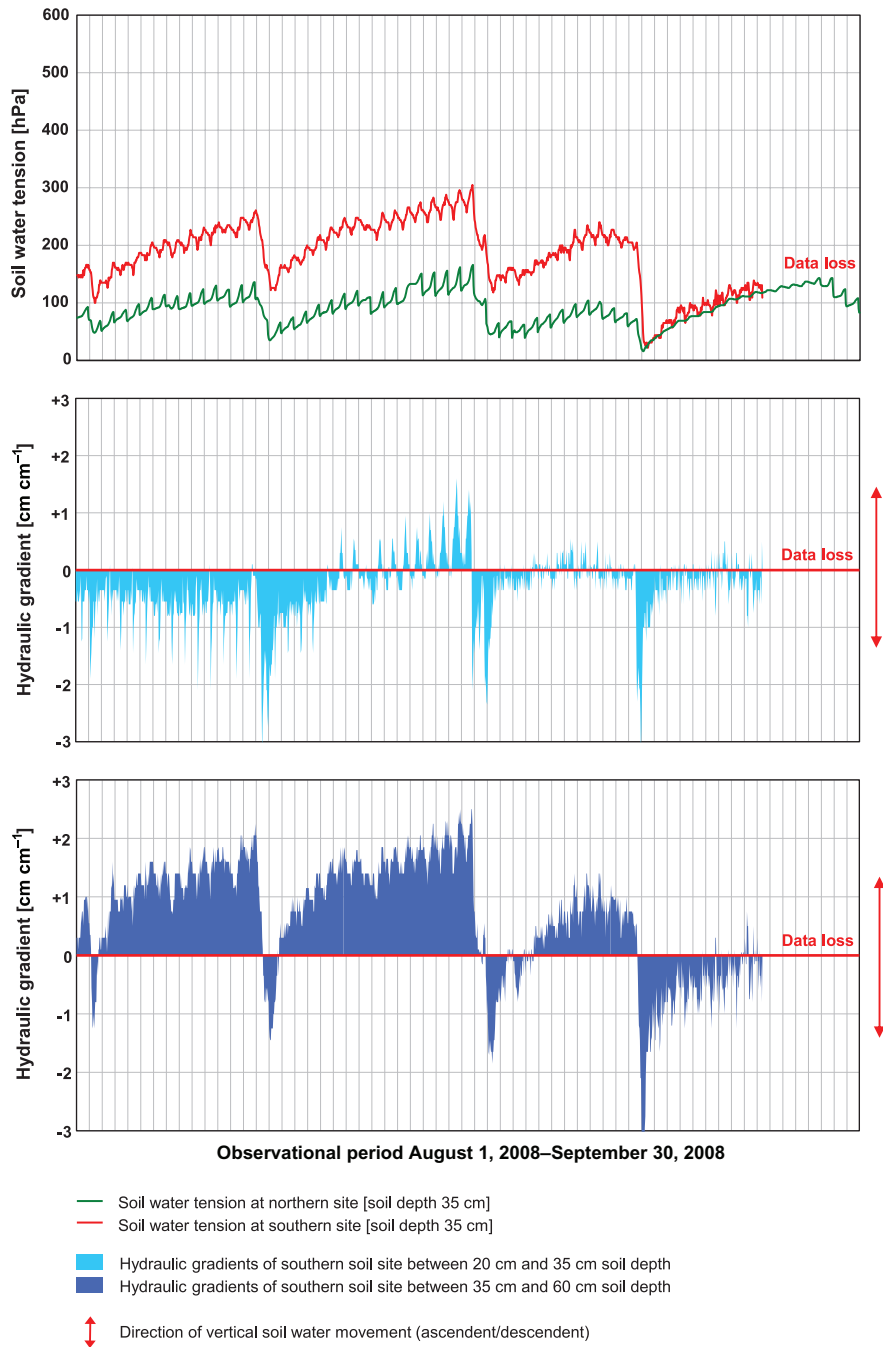 Soil water tension [hPa]
600
500
400
300
200
100
0
Data loss
Hydraulic gradient [cm cm⁻¹]
+3
+2
+1
0
-1
-2
-3
Data loss
Hydraulic gradient [cm cm⁻¹]
+3
+2
+1
0
-1
-2
-3
Data loss
Observational period August 1, 2008–September 30, 2008
Soil water tension at northern site [soil depth 35 cm]
Soil water tension at southern site [soil depth 35 cm]
Hydraulic gradients of southern soil site between 20 cm and 35 cm soil depth
Hydraulic gradients of southern soil site between 35 cm and 60 cm soil depth
Direction of vertical soil water movement (ascendent/descendent)